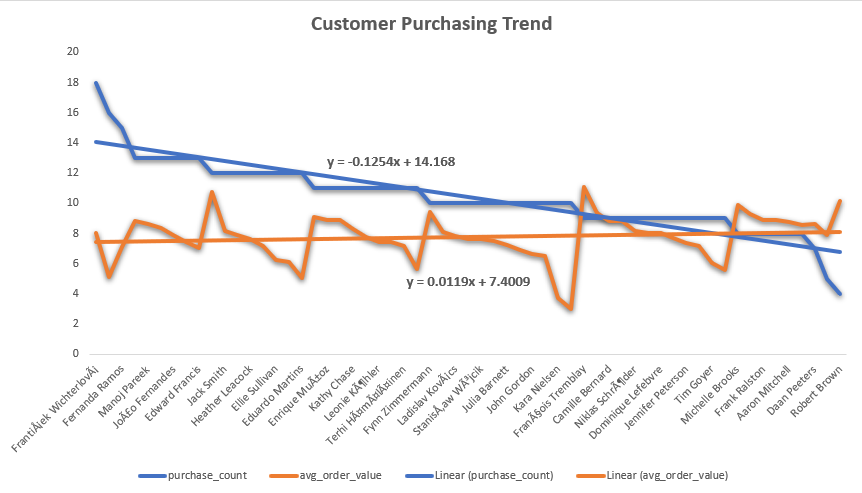 Customer Purchasing Trend
20
18
16
14
12
10
8
6
4
2
0
y = -0.1254x + 14.168
y = 0.0119x + 7.4009
FrantiÅ¡ek WichterlovÃ¡
Fernanda Ramos
Manoj Pareek
JoÃ£o Fernandes
Edward Francis
Jack Smith
Heather Leacock
Ellie Sullivan
Eduardo Martins
Enrique MuÃ±oz
Kathy Chase
Leonie KÃ¶hler
Terhi HÃ¤mÃ¤lÃ¤inen
Fynn Zimmermann
Ladislav KovÃ¡cs
StanisÅ‚aw WÃ³jcik
Julia Barnett
John Gordon
Kara Nielsen
FranÃ§ois Tremblay
Camille Bernard
Niklas SchrÃ¶der
Dominique Lefebvre
Jennifer Peterson
Tim Goyer
Michelle Brooks
Frank Ralston
Aaron Mitchell
Daan Peeters
Robert Brown
purchase_count
avg_order_value
Linear (purchase_count)
Linear (avg_order_value)